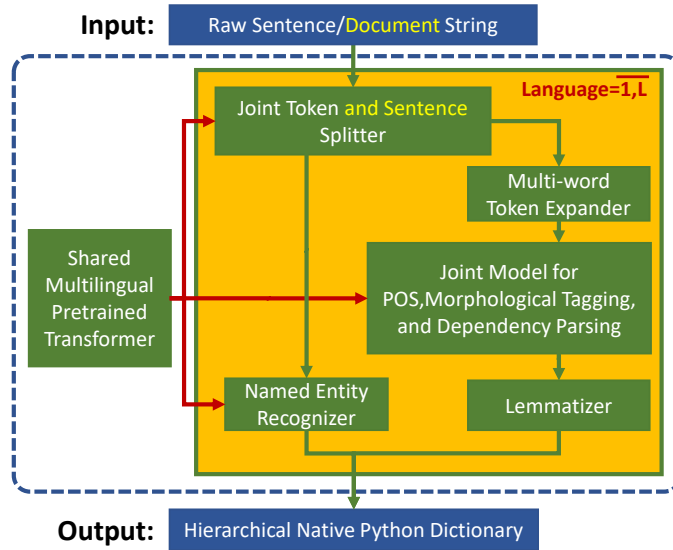 Input:
Raw Sentence/Document String
Language=1,L
Joint Token and Sentence
Splitter
Multi-word
Token Expander
Shared
Multilingual
Pretrained
Transformer
Joint Model for
POS,Morphological Tagging,
and Dependency Parsing
Named Entity
Recognizer
Lemmatizer
Output:
Hierarchical Native Python Dictionary